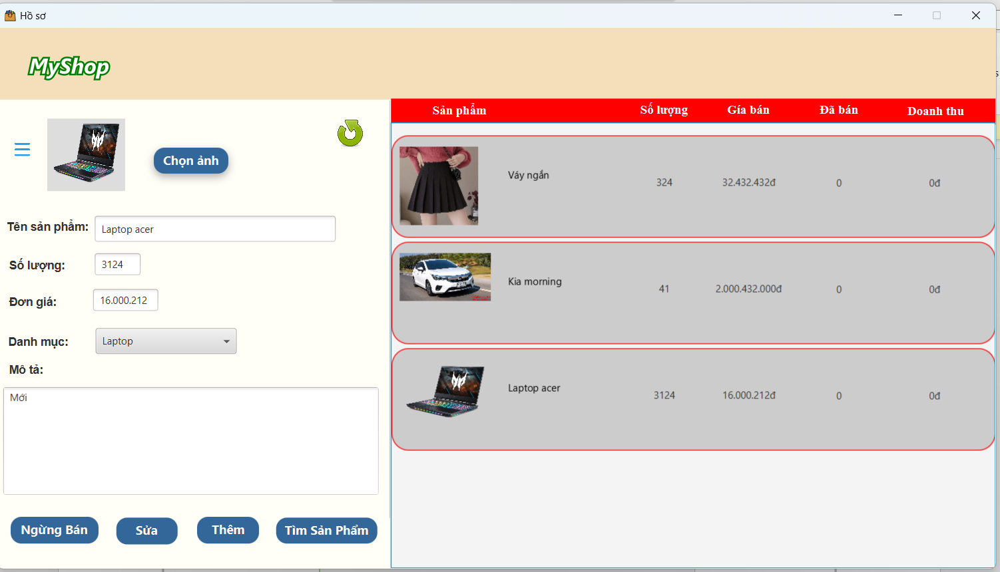 Hồ sơ
MyShop
Chọn ảnh
Tên sản phẩm: Laptop acer
Số lượng: 3124
Đơn giá: 16.000.212
Danh mục: Laptop
Mô tả:
Mới
Ngừng Bán Sửa Thêm Tìm Sản Phẩm
Sản phẩm Số lượng Gía bán Đã bán Doanh thu
Váy ngắn 324 32.432.432đ 0 0đ
Kia morning 41 2.000.432.000đ 0 0đ
Laptop acer 3124 16.000.212đ 0 0đ